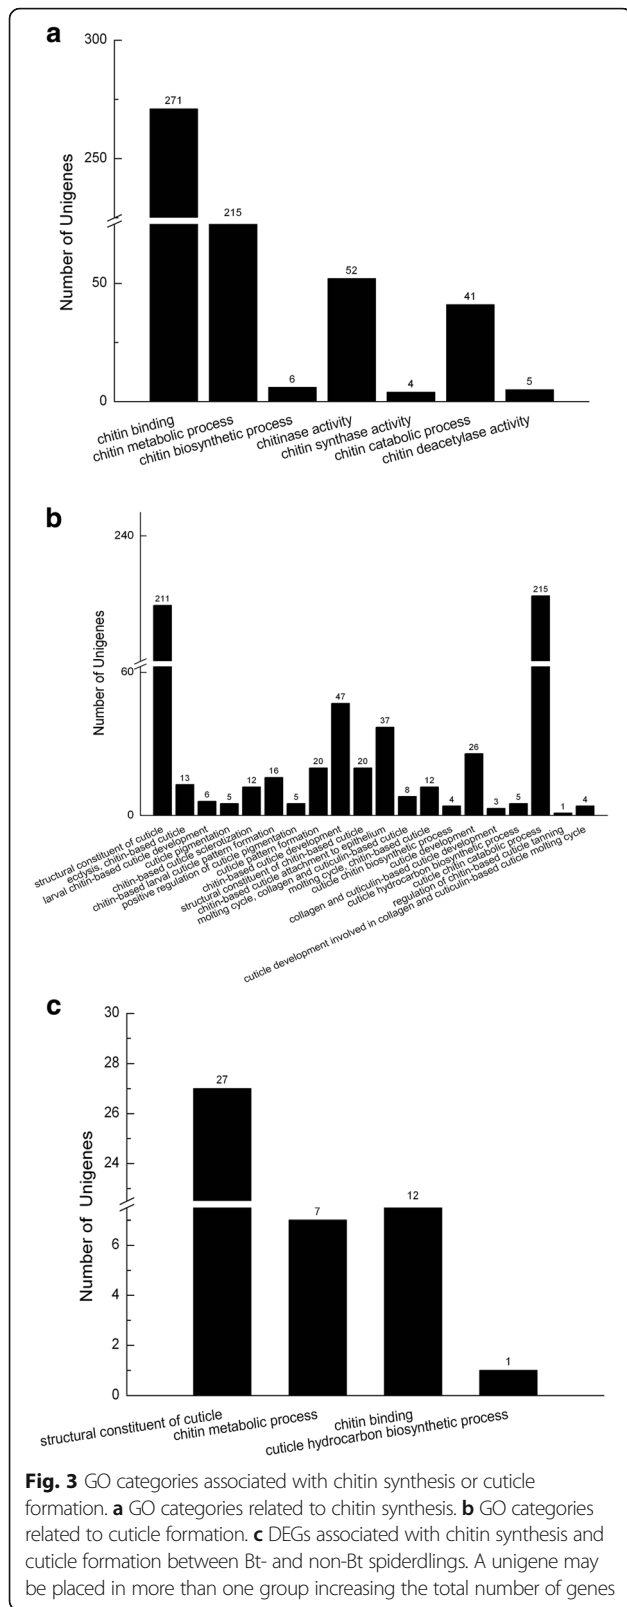 a
300
271
250
215
Number of Unigenes
50
52
41
6
4
5
0
chitin binding
chitin metabolic process
chitin biosynthetic process
chitinase activity
chitin synthase activity
chitin catabolic process
chitin deacetylase activity
b
240
211
215
Number of Unigenes
60
47
37
26
20
20
16
13
12
12
8
6
5
5
4
3
5
1
4
0
structural constituent of cuticle
ecdysis, chitin-based cuticle
larval chitin-based cuticle development
cuticle pigmentation
chitin-based cuticle sclerotization
chitin-based larval cuticle pattern formation
positive regulation of cuticle pigmentation
cuticle pattern formation
chitin-based cuticle development
structural constituent of chitin-based cuticle
chitin-based cuticle attachment to epithelium
molting cycle, collagen and cuticulin-based cuticle
molting cycle, chitin-based cuticle
cuticle chitin biosynthetic process
cuticle development
collagen and cuticulin-based cuticle development
cuticle hydrocarbon biosynthetic process
cuticle chitin catabolic process
regulation of chitin-based cuticle tanning
cuticle development involved in collagen and cuticulin-based cuticle molting cycle
c
30
28
27
26
24
Number of Unigenes
12
7
6
4
2
1
0
structural constituent of cuticle
chitin metabolic process
chitin binding
cuticle hydrocarbon biosynthetic process
Fig. 3 GO categories associated with chitin synthesis or cuticle
formation. a GO categories related to chitin synthesis. b GO categories
related to cuticle formation. c DEGs associated with chitin synthesis and
cuticle formation between Bt- and non-Bt spiderdlings. A unigene may
be placed in more than one group increasing the total number of genes